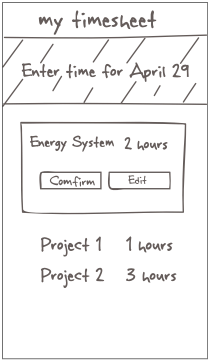 my timesheet
Enter time for April 29
Energy System 2 hours
Comfirm Edit
Project 1 1 hours
Project 2 3 hours